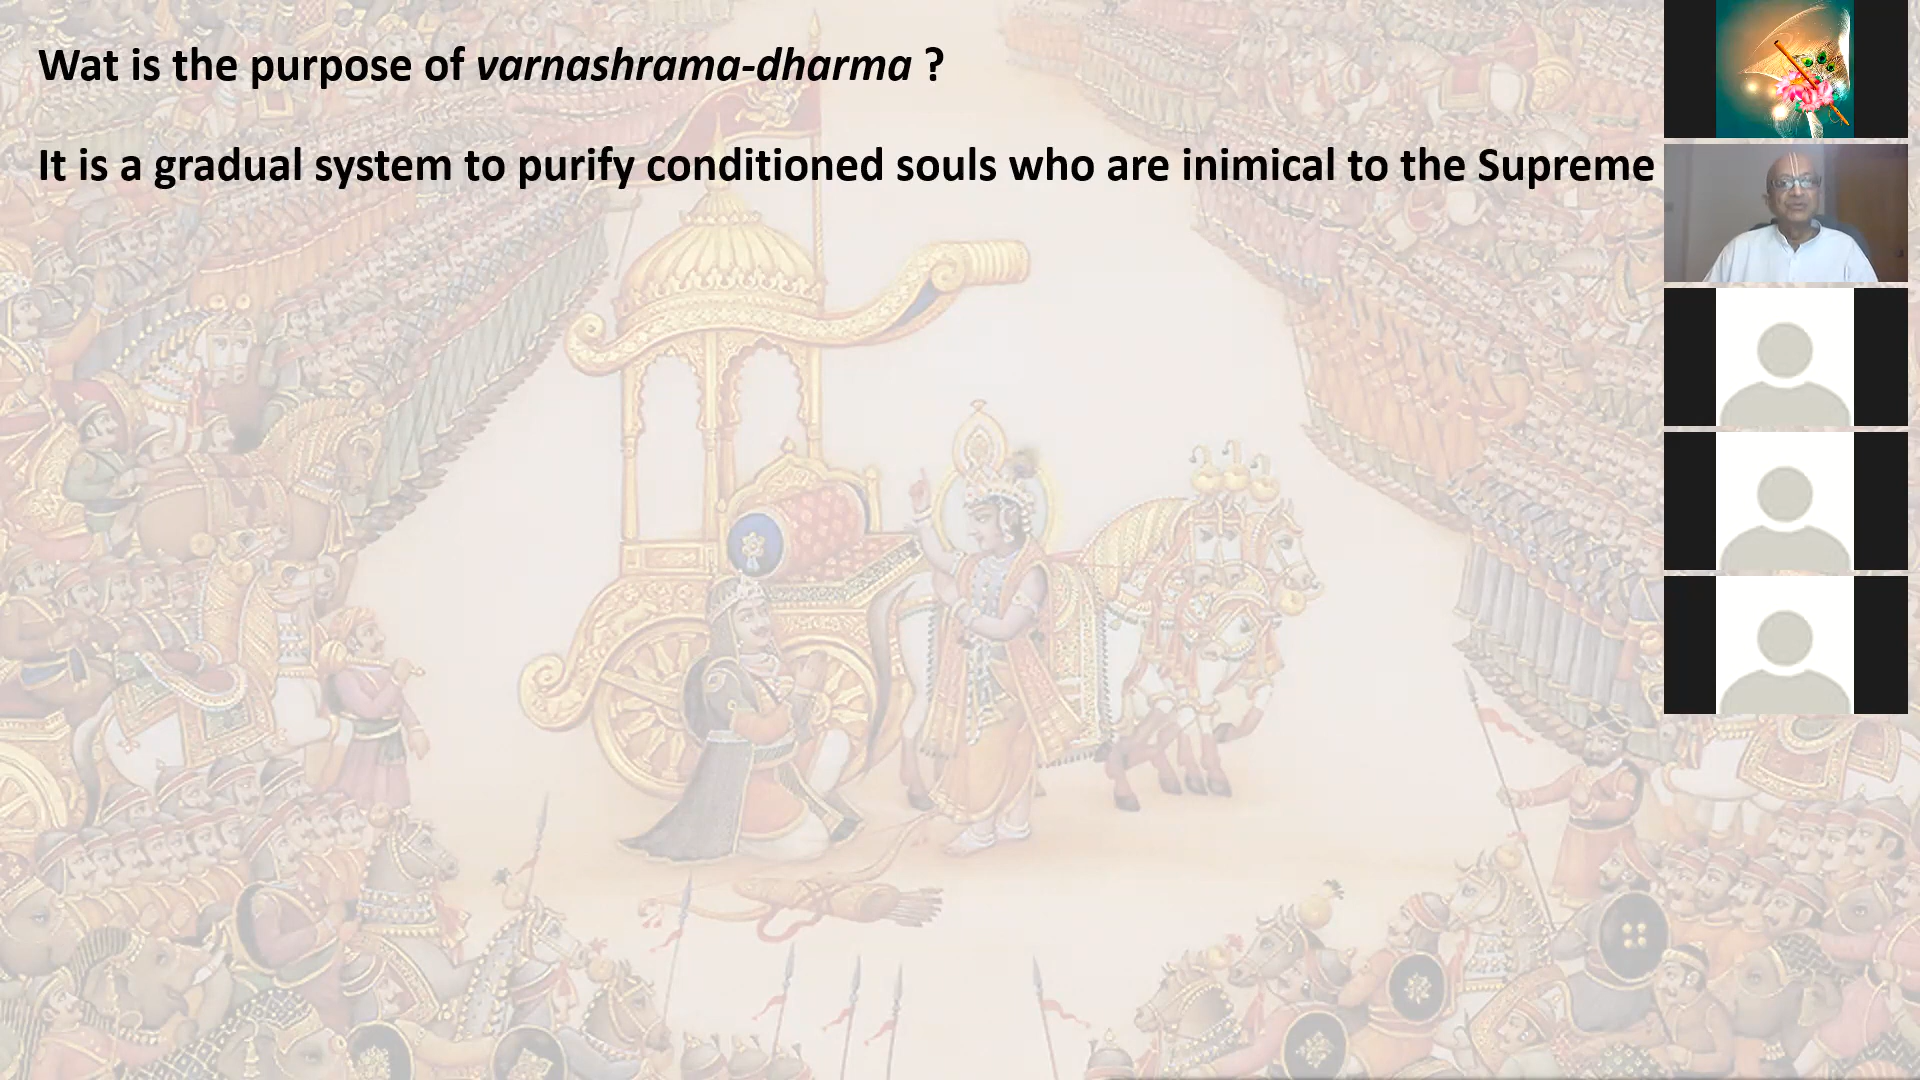 Wat is the purpose of varnashrama-dharma ?
It is a gradual system to purify conditioned souls who are inimical to the Supreme